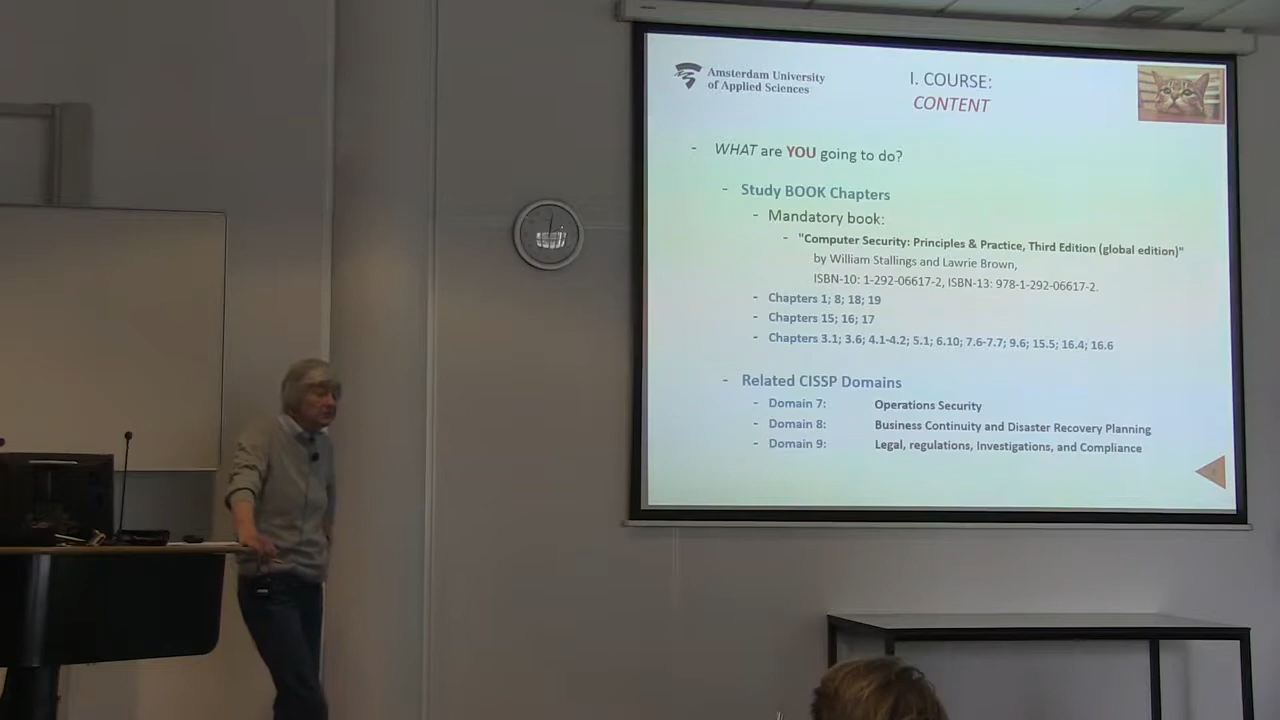 Amsterdam University
of Applied Sciences
I. COURSE:
CONTENT
- WHAT are YOU going to do?
- Study BOOK Chapters
- Mandatory book:
- "Computer Security: Principles & Practice, Third Edition (global edition)"
by William Stallings and Lawrie Brown,
ISBN-10: 1-292-06617-2, ISBN-13: 978-1-292-06617-2.
- Chapters 1; 8; 18; 19
- Chapters 15; 16; 17
- Chapters 3.1; 3.6; 4.1-4.2; 5.1; 6.10; 7.6-7.7; 9.6; 15.5; 16.4; 16.6
- Related CISSP Domains
- Domain 7: Operations Security
- Domain 8: Business Continuity and Disaster Recovery Planning
- Domain 9: Legal, regulations, Investigations, and Compliance